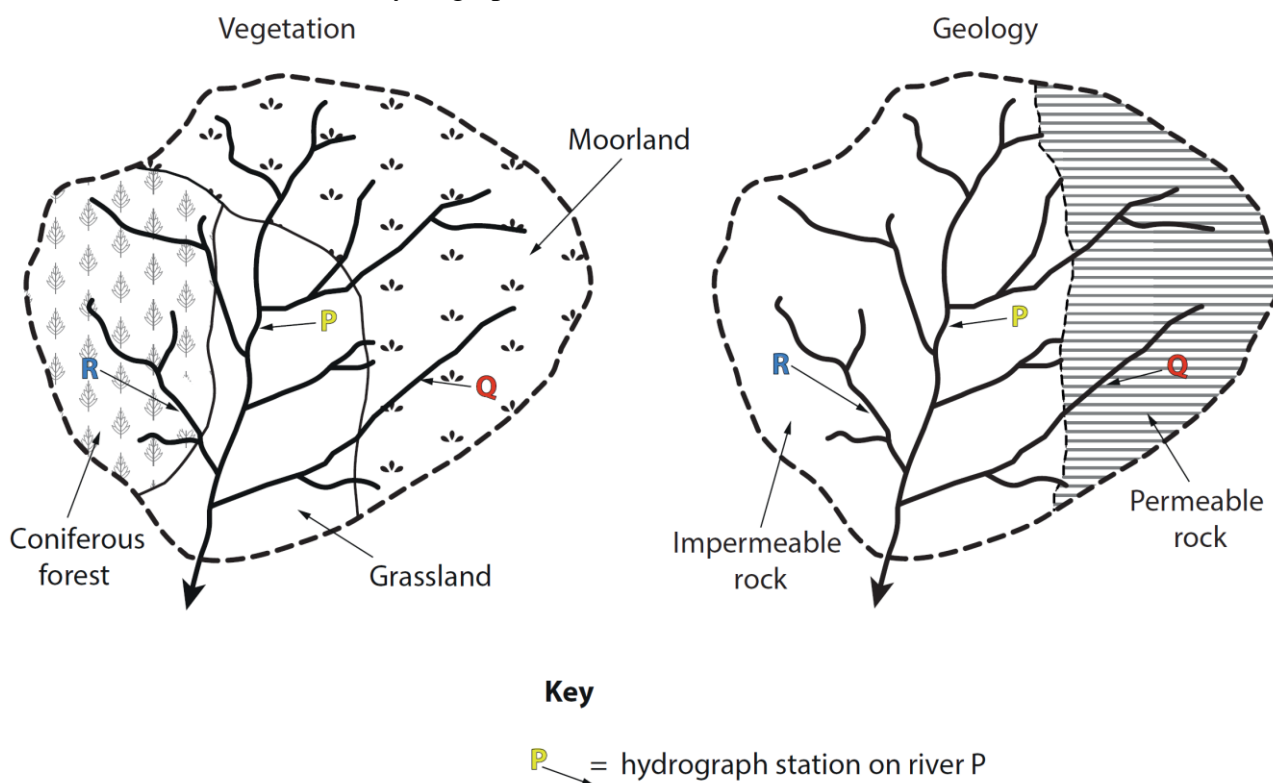 Vegetation
Moorland
P
R
Q
Coniferous
forest
Grassland
Geology
P
R
Q
Impermeable
rock
Permeable
rock
Key
P = hydrograph station on river P